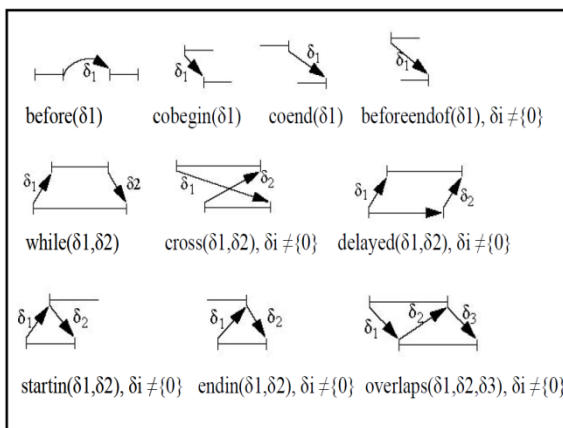 δ1 δ1 δ1 δ1
before(δ1) cobegin(δ1) coend(δ1) beforeendof(δ1), δi ≠{0}
δ1 δ2 δ1 δ2 δ1 δ2
while(δ1,δ2) cross(δ1,δ2), δi ≠{0} delayed(δ1,δ2), δi ≠{0}
δ1 δ2 δ1 δ2 δ1 δ2 δ3
startin(δ1,δ2), δi ≠{0} endin(δ1,δ2), δi ≠{0} overlaps(δ1,δ2,δ3), δi ≠{0}